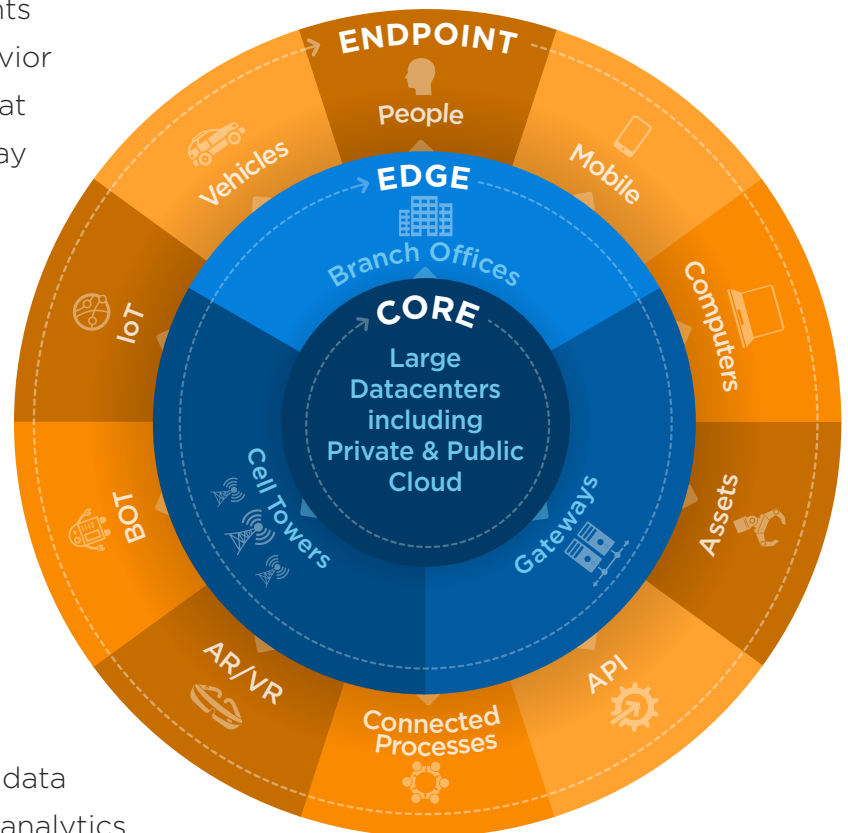 nts
vior
at
ay
ENDPOINT
People
Mobile
Computers
Assets
API
Connected
Processes
AR/VR
BOT
IoT
Vehicles
EDGE
Branch Offices
Gateways
Cell Towers
CORE
Large
Datacenters
including
Private & Public
Cloud
data
analytics